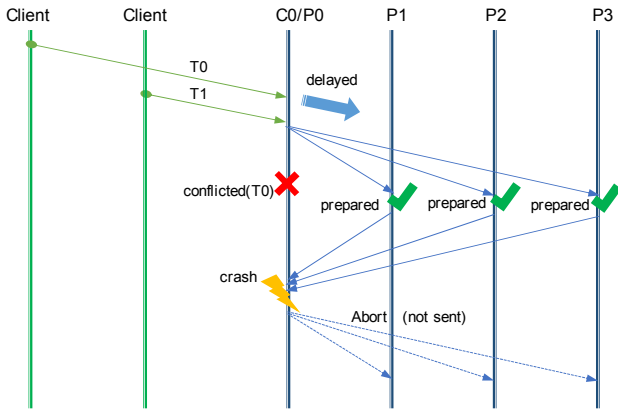 Client Client C0/P0 P1 P2 P3
T0
delayed
T1
conflicted(T0)
prepared prepared prepared
crash
Abort (not sent)